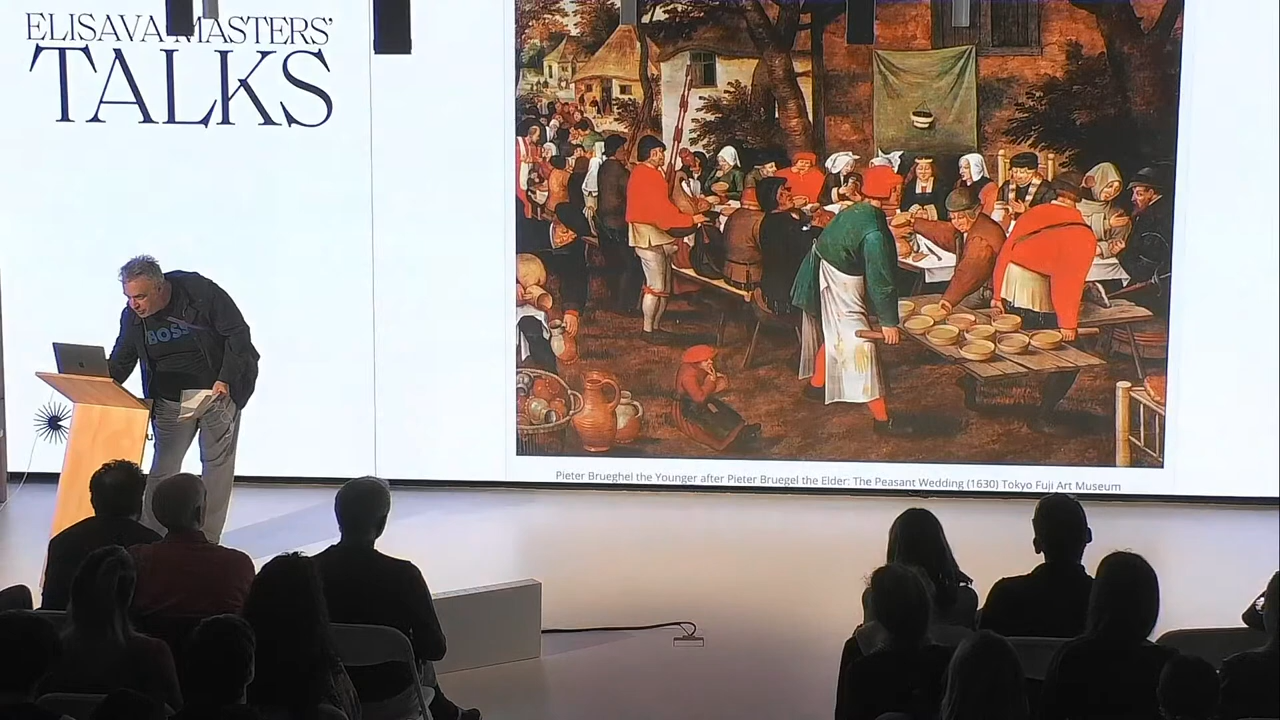 ELISAVA MASTERS'
TALKS
BOSS
Pieter Brueghel the Younger after Pieter Bruegel the Elder: The Peasant Wedding (1630) Tokyo Fuji Art Museum